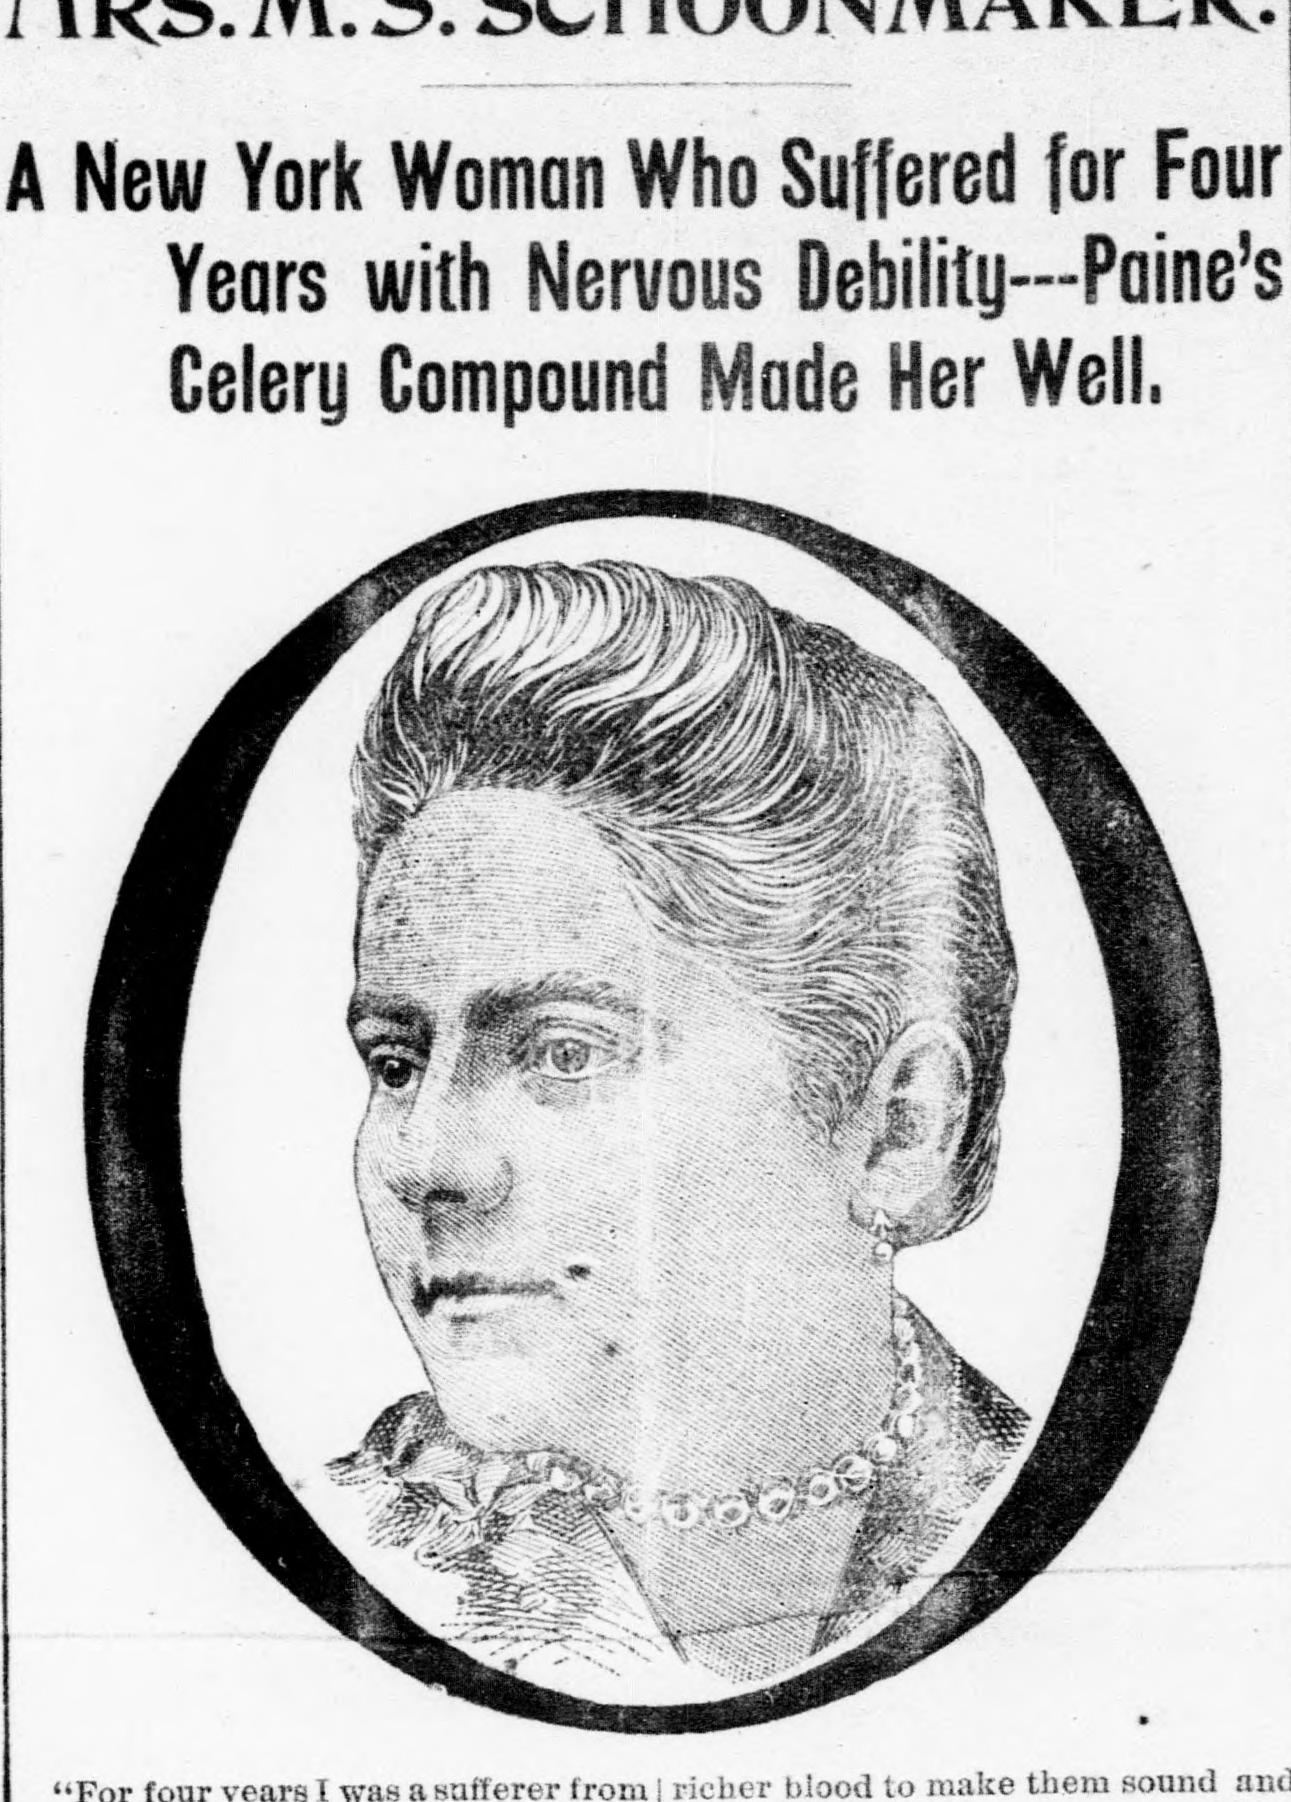 MRS. M. S. SCHOONMAKER.
A New York Woman Who Suffered for Four
Years with Nervous Debility---Paine's
Celery Compound Made Her Well.
"For four years I was a sufferer from
richer blood to make them sound and